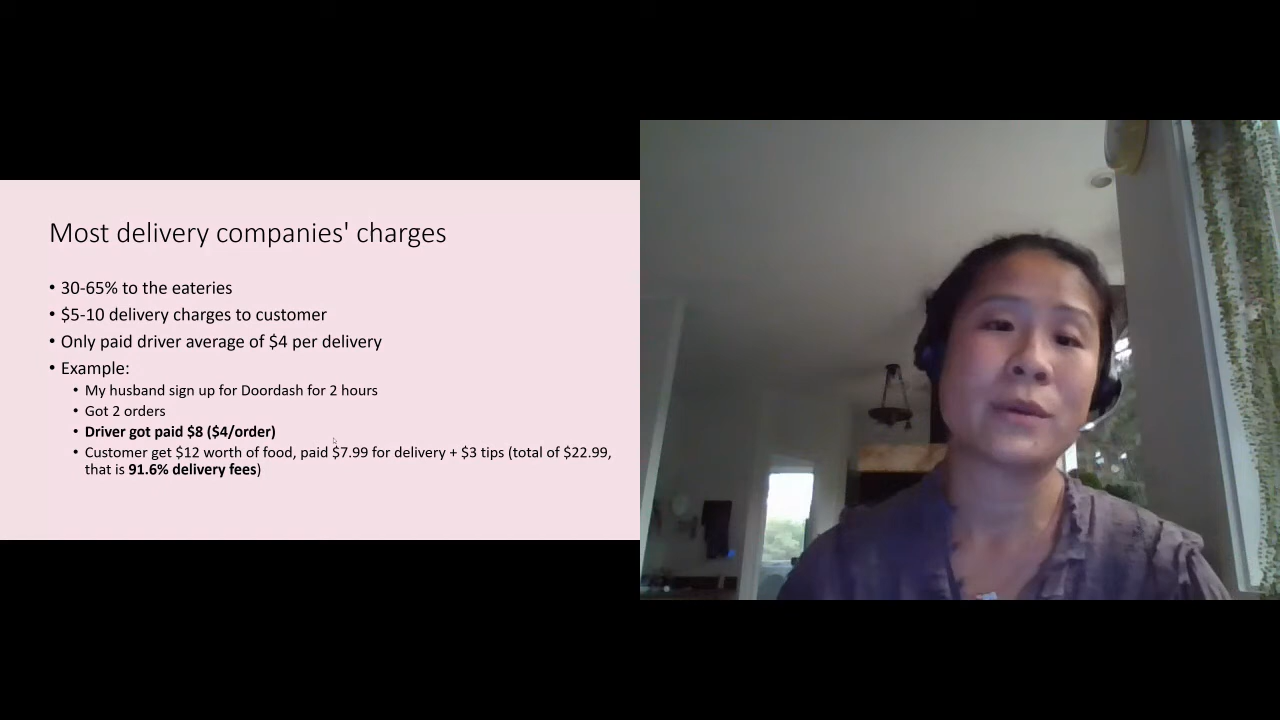 Most delivery companies' charges
• 30-65% to the eateries
• $5-10 delivery charges to customer
• Only paid driver average of $4 per delivery
• Example:
• My husband sign up for Doordash for 2 hours
• Got 2 orders
• Driver got paid $8 ($4/order)
• Customer get $12 worth of food, paid $7.99 for delivery + $3 tips (total of $22.99,
that is 91.6% delivery fees)